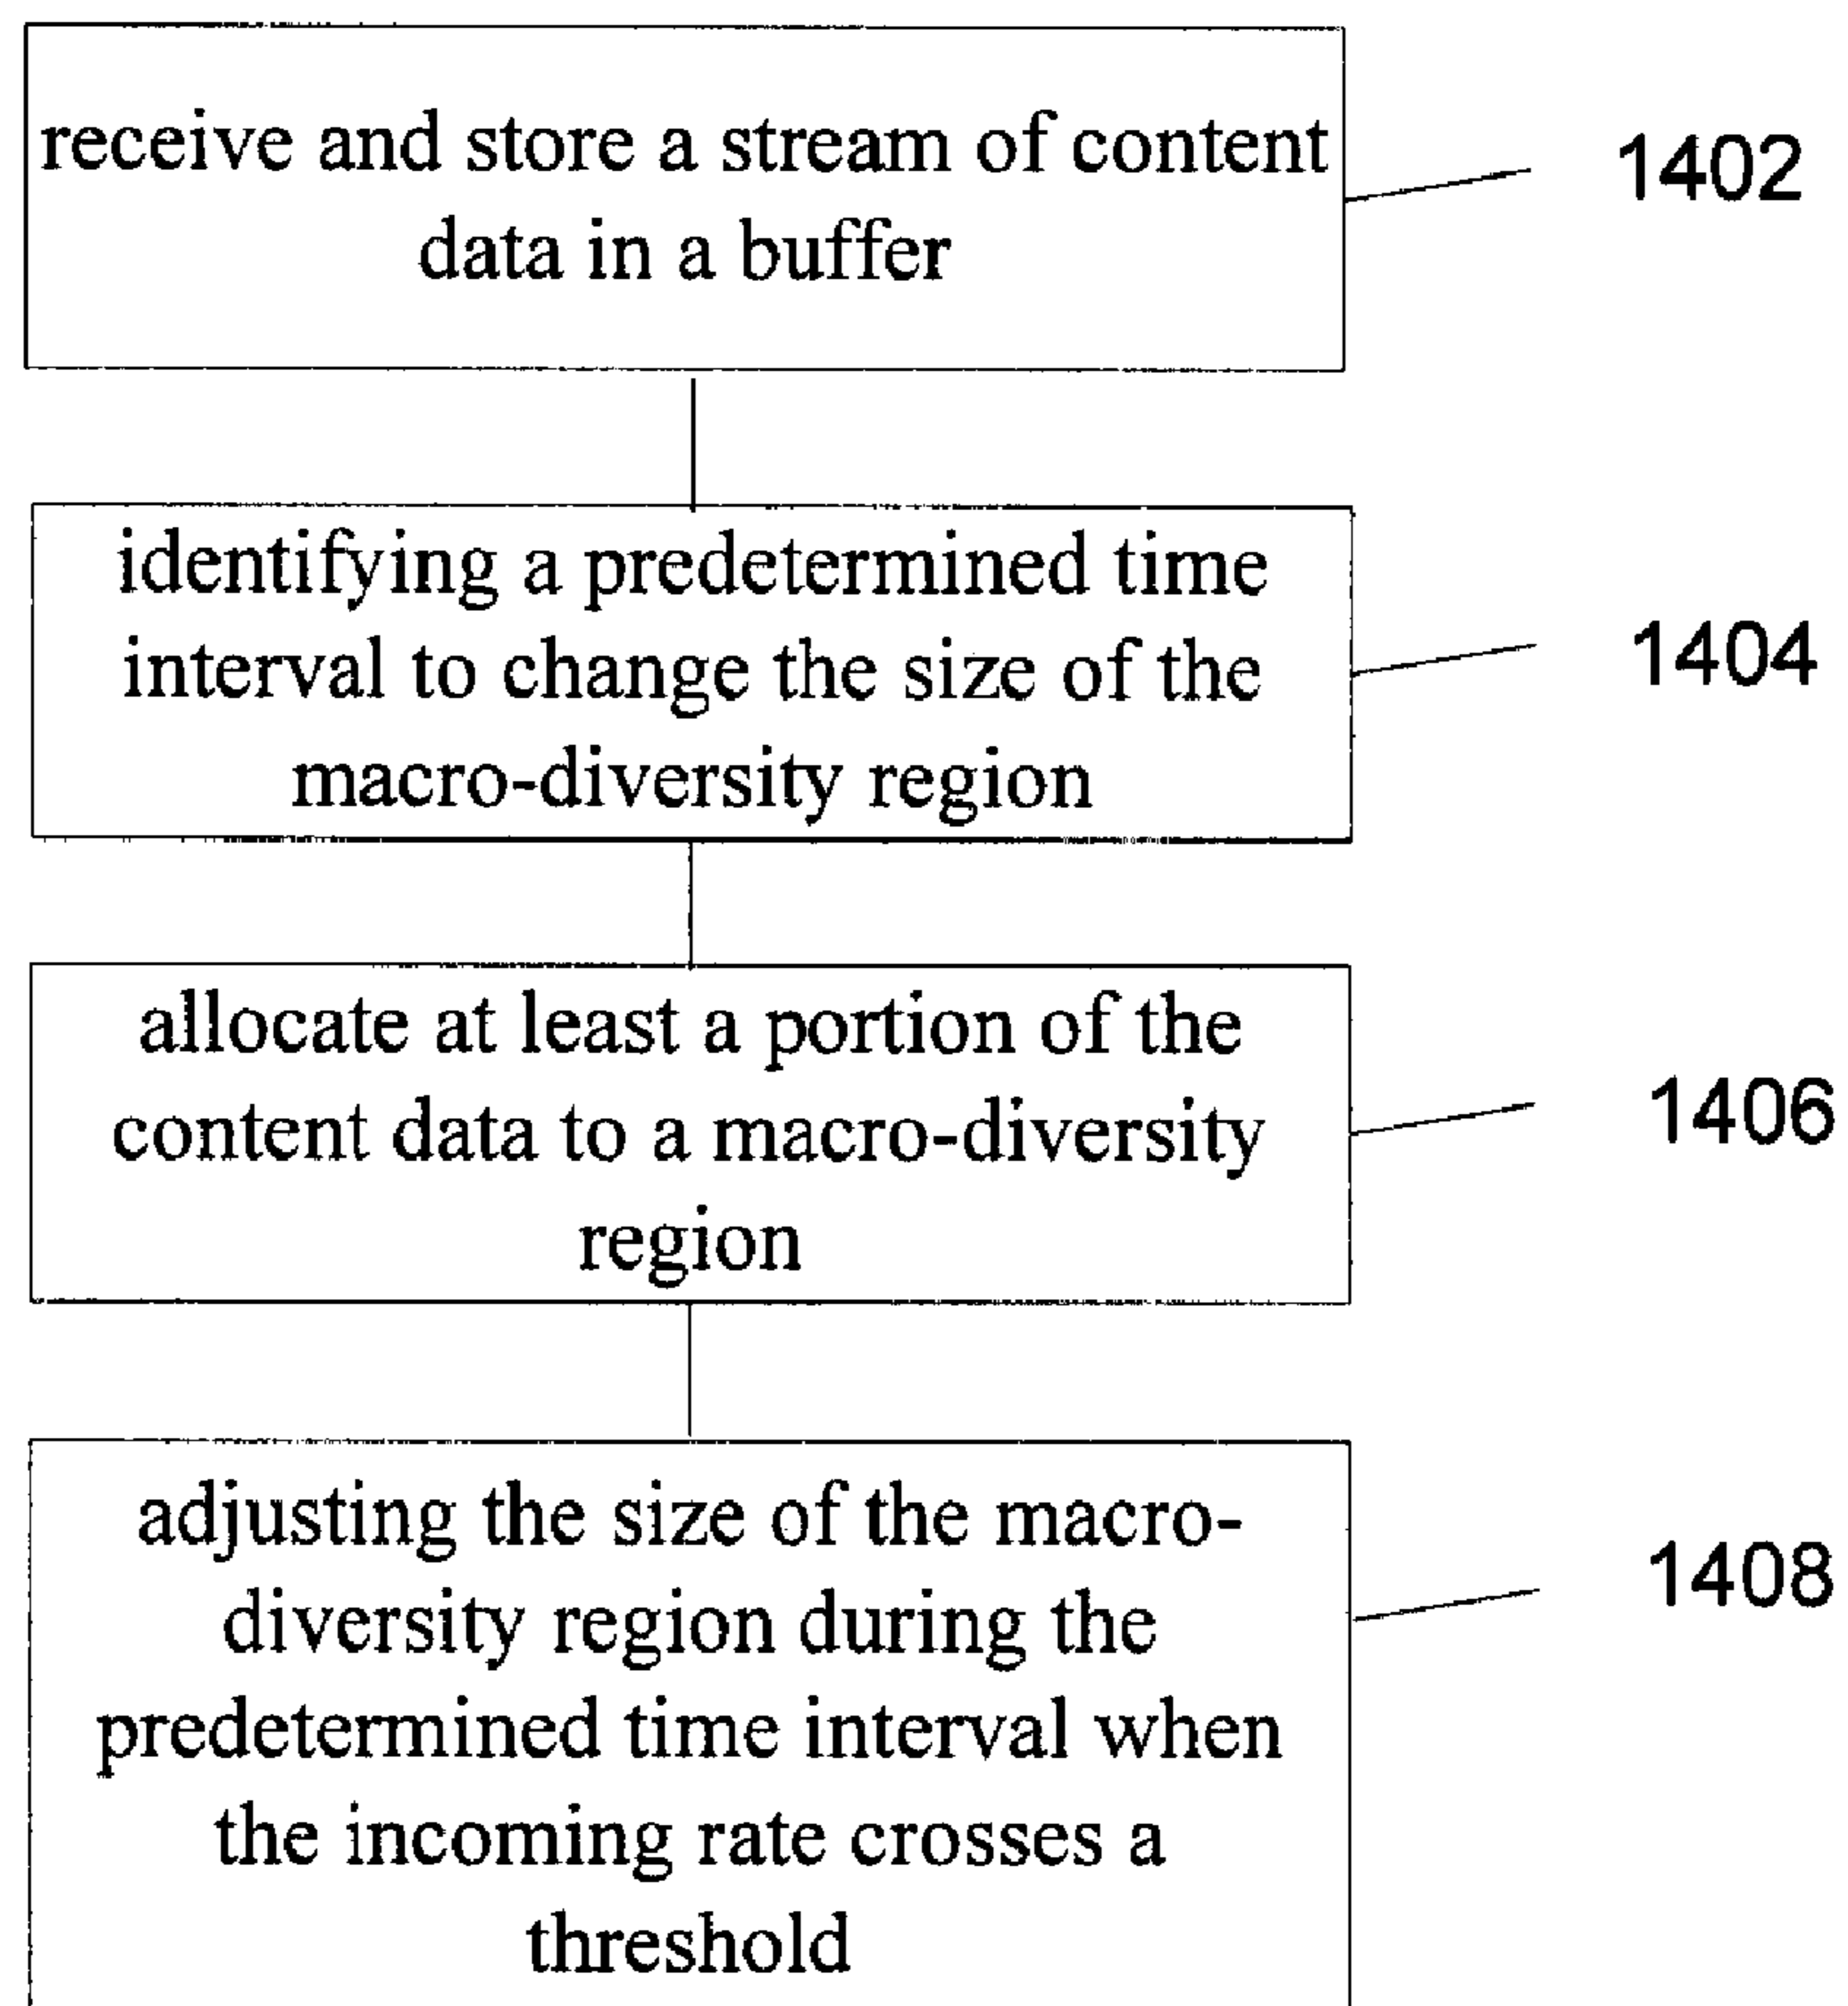 receive and store a stream of content
data in a buffer
1402
identifying a predetermined time
interval to change the size of the
macro-diversity region
1404
allocate at least a portion of the
content data to a macro-diversity
region
1406
adjusting the size of the macro-
diversity region during the
predetermined time interval when
the incoming rate crosses a
threshold
1408